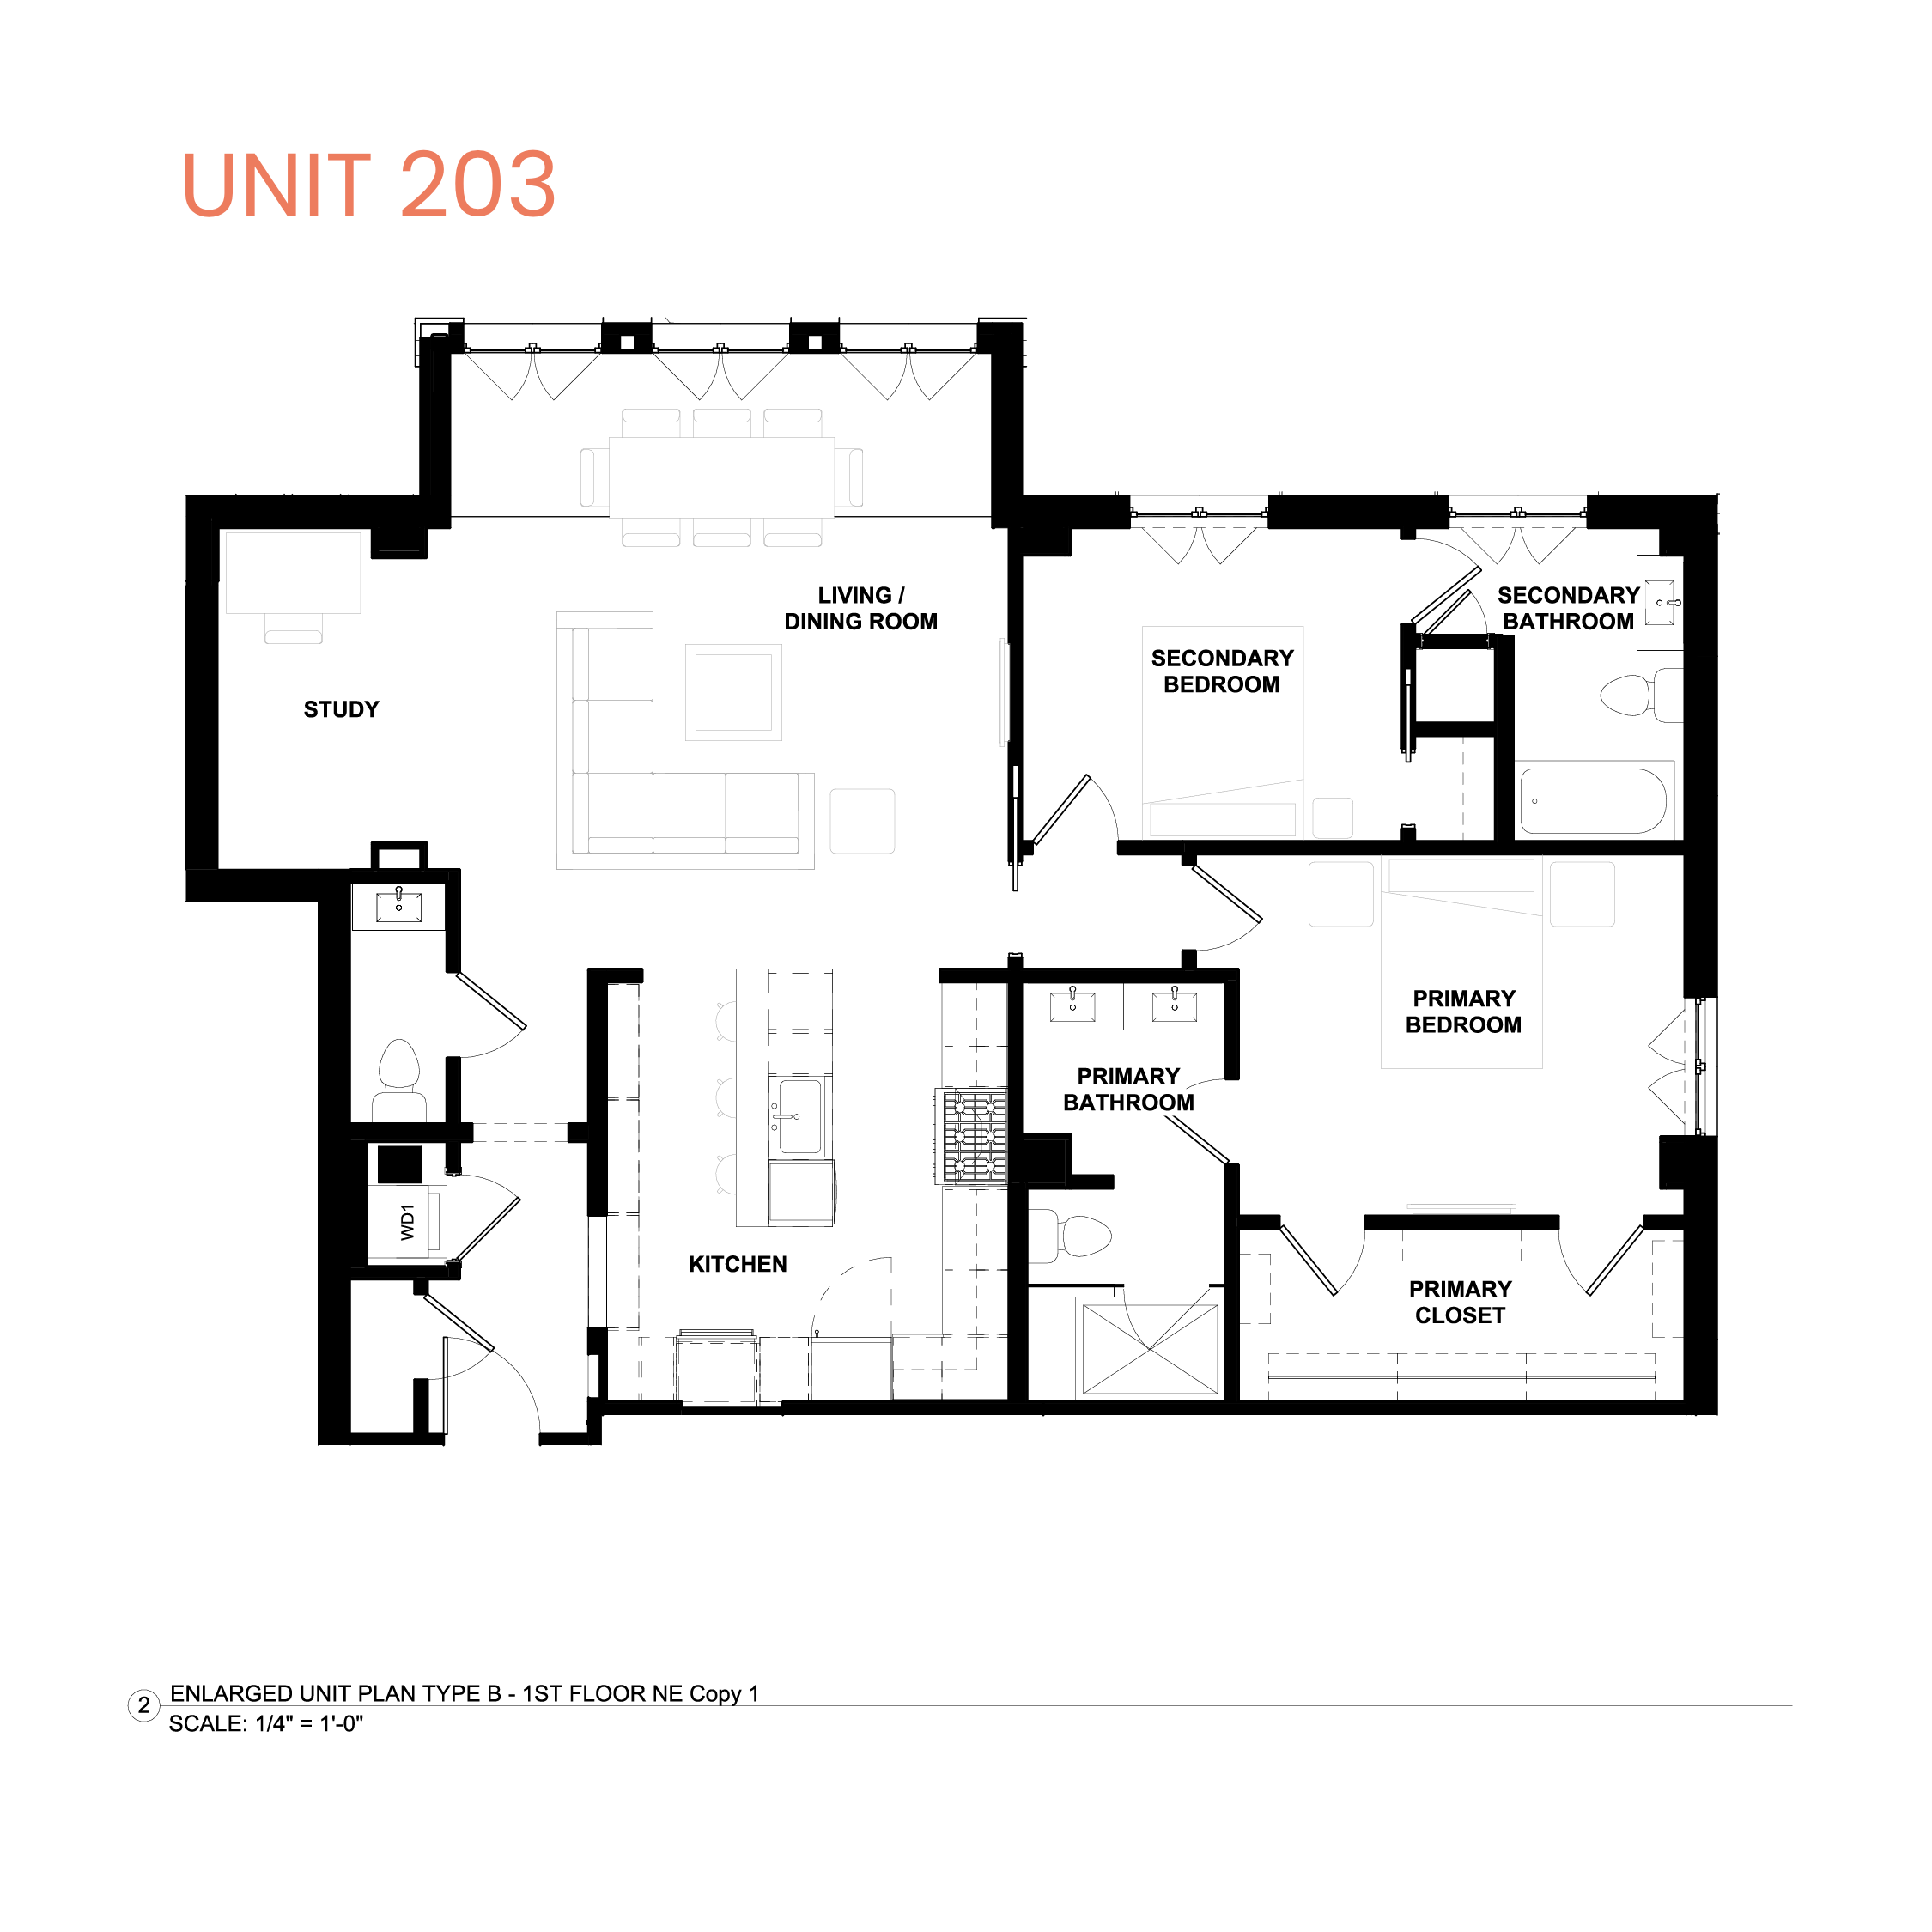 UNIT 203
LIVING /
DINING ROOM
SECONDARY
BATHROOM
SECONDARY
BEDROOM
STUDY
PRIMARY
BEDROOM
PRIMARY
BATHROOM
WD1
KITCHEN
PRIMARY
CLOSET
2 ENLARGED UNIT PLAN TYPE B - 1ST FLOOR NE Copy 1
SCALE: 1/4" = 1'-0"